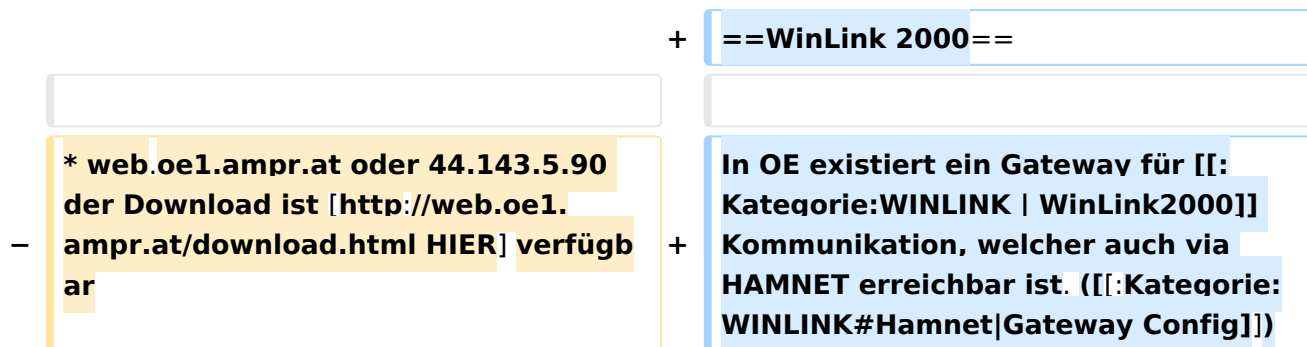 + ==WinLink 2000==
* web.oe1.ampr.at oder 44.143.5.90
der Download ist [http://web.oe1.
− ampr.at/download.html HIER] verfügb
ar
In OE existiert ein Gateway für [[:
Kategorie:WINLINK | WinLink2000]]
+ Kommunikation, welcher auch via
HAMNET erreichbar ist. ([[:Kategorie:
WINLINK#Hamnet|Gateway Config]])